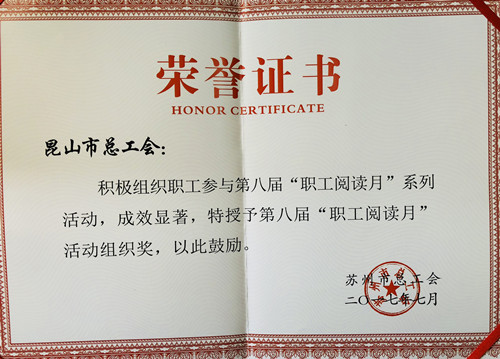 荣誉证书
HONOR CERTIFICATE
昆山市总工会：
积极组织职工参与第八届“职工阅读月”系列
活动，成效显著，特授予第八届“职工阅读月”
活动组织奖，以此鼓励。
苏州市总工会
二〇一七年七月